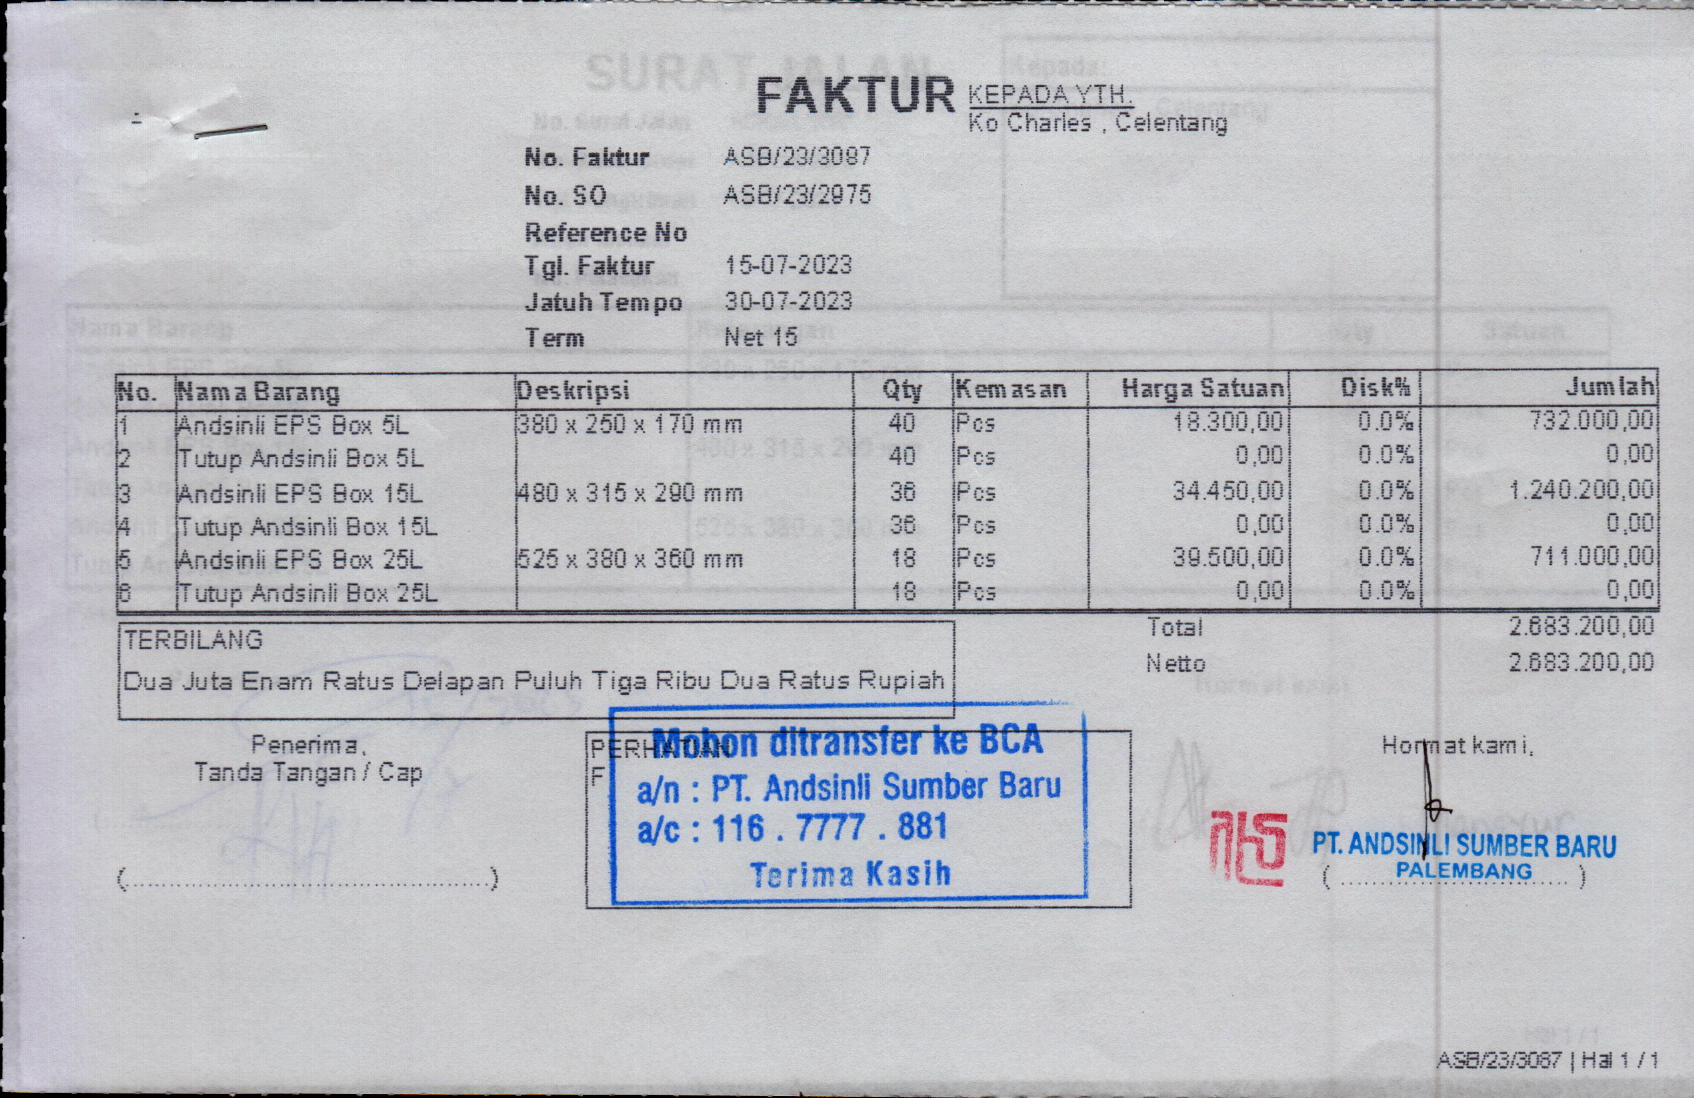 FAKTUR
KEPADA YTH.
Ko Charles , Celentang
No. Faktur ASB/23/3087
No. SO ASB/23/2975
Reference No
Tgl. Faktur 15-07-2023
Jatuh Tempo 30-07-2023
Term Net 15
No. Nama Barang Deskripsi Qty Kemasan Harga Satuan Disk% Jumlah
1 Andsinli EPS Box 5L 380 x 250 x 170 mm 40 Pcs 18.300,00 0.0% 732.000,00
2 Tutup Andsinli Box 5L 40 Pcs 0,00 0.0% 0,00
3 Andsinli EPS Box 15L 480 x 315 x 290 mm 36 Pcs 34.450,00 0.0% 1.240.200,00
4 Tutup Andsinli Box 15L 36 Pcs 0,00 0.0% 0,00
5 Andsinli EPS Box 25L 525 x 380 x 360 mm 18 Pcs 39.500,00 0.0% 711.000,00
6 Tutup Andsinli Box 25L 18 Pcs 0,00 0.0% 0,00
Total 2.683.200,00
Netto 2.683.200,00
TERBILANG
Dua Juta Enam Ratus Delapan Puluh Tiga Ribu Dua Ratus Rupiah
Penerima,
Tanda Tangan / Cap
(..........................................)
PERHATIAN
F
Mohon ditransfer ke BCA
a/n : PT. Andsinli Sumber Baru
a/c : 116 . 7777 . 881
Terima Kasih
Hormat kami,
PT. ANDSINLI SUMBER BARU
PALEMBANG
(..........................)
ASB/23/3087 | Hal 1 / 1